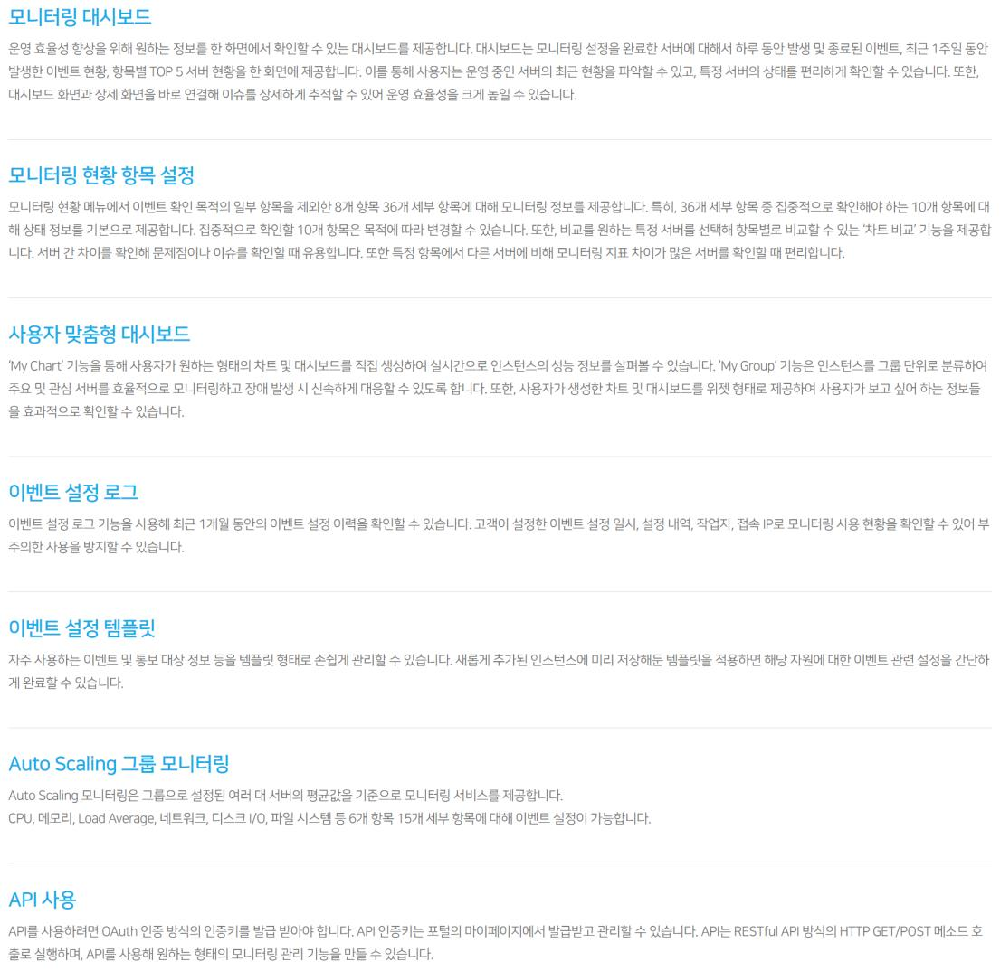 모니터링 대시보드
운영 효율성 향상을 위해 원하는 정보를 한 화면에서 확인할 수 있는 대시보드를 제공합니다. 대시보드는 모니터링 설정을 완료한 서버에 대해서 하루 동안 발생 및 종료된 이벤트, 최근 1주일 동안
발생한 이벤트 현황, 항목별 TOP 5 서버 현황을 한 화면에 제공합니다. 이를 통해 사용자는 운영 중인 서버의 최근 현황을 파악할 수 있고, 특정 서버의 상태를 편리하게 확인할 수 있습니다. 또한,
대시보드 화면과 상세 화면을 바로 연결해 이슈를 상세하게 추적할 수 있어 운영 효율성을 크게 높일 수 있습니다.
모니터링 현황 항목 설정
모니터링 현황 메뉴에서 이벤트 확인 목적의 일부 항목을 제외한 8개 항목 36개 세부 항목에 대해 모니터링 정보를 제공합니다. 특히, 36개 세부 항목 중 집중적으로 확인해야 하는 10개 항목에 대
해 상태 정보를 기본으로 제공합니다. 집중적으로 확인할 10개 항목은 목적에 따라 변경할 수 있습니다. 또한, 비교를 원하는 특정 서버를 선택해 항목별로 비교할 수 있는 ‘차트 비교’ 기능을 제공합
니다. 서버 간 차이를 확인해 문제점이나 이슈를 확인할 때 유용합니다. 또한 특정 항목에서 다른 서버에 비해 모니터링 지표 차이가 많은 서버를 확인할 때 편리합니다.
사용자 맞춤형 대시보드
‘My Chart’ 기능을 통해 사용자가 원하는 형태의 차트 및 대시보드를 직접 생성하여 실시간으로 인스턴스의 성능 정보를 살펴볼 수 있습니다. ‘My Group’ 기능은 인스턴스를 그룹 단위로 분류하여
주요 및 관심 서버를 효율적으로 모니터링하고 장애 발생 시 신속하게 대응할 수 있도록 합니다. 또한, 사용자가 생성한 차트 및 대시보드를 위젯 형태로 제공하여 사용자가 보고 싶어 하는 정보들
을 효과적으로 확인할 수 있습니다.
이벤트 설정 로그
이벤트 설정 로그 기능을 사용해 최근 1개월 동안의 이벤트 설정 이력을 확인할 수 있습니다. 고객이 설정한 이벤트 설정 일시, 설정 내역, 작업자, 접속 IP로 모니터링 사용 현황을 확인할 수 있어 부
주의한 사용을 방지할 수 있습니다.
이벤트 설정 템플릿
자주 사용하는 이벤트 및 통보 대상 정보 등을 템플릿 형태로 손쉽게 관리할 수 있습니다. 새롭게 추가된 인스턴스에 미리 저장해둔 템플릿을 적용하면 해당 자원에 대한 이벤트 관련 설정을 간단하
게 완료할 수 있습니다.
Auto Scaling 그룹 모니터링
Auto Scaling 모니터링은 그룹으로 설정된 여러 대 서버의 평균값을 기준으로 모니터링 서비스를 제공합니다.
CPU, 메모리, Load Average, 네트워크, 디스크 I/O, 파일 시스템 등 6개 항목 15개 세부 항목에 대해 이벤트 설정이 가능합니다.
API 사용
API를 사용하려면 OAuth 인증 방식의 인증키를 발급 받아야 합니다. API 인증키는 포털의 마이페이지에서 발급받고 관리할 수 있습니다. API는 RESTful API 방식의 HTTP GET/POST 메소드 호
출로 실행하며, API를 사용해 원하는 형태의 모니터링 관리 기능을 만들 수 있습니다.